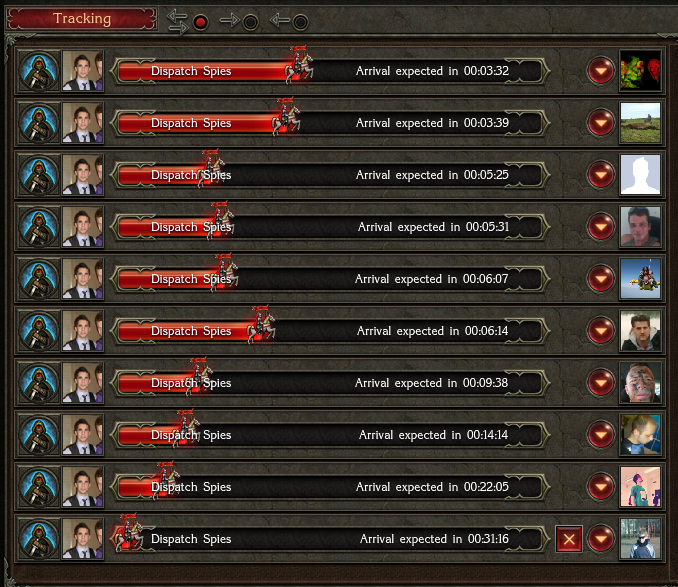 Tracking
Dispatch Spies Arrival expected in 00:03:32
Dispatch Spies Arrival expected in 00:03:39
Dispatch Spies Arrival expected in 00:05:25
Dispatch Spies Arrival expected in 00:05:31
Dispatch Spies Arrival expected in 00:06:07
Dispatch Spies Arrival expected in 00:06:14
Dispatch Spies Arrival expected in 00:09:38
Dispatch Spies Arrival expected in 00:14:14
Dispatch Spies Arrival expected in 00:22:05
Dispatch Spies Arrival expected in 00:31:16